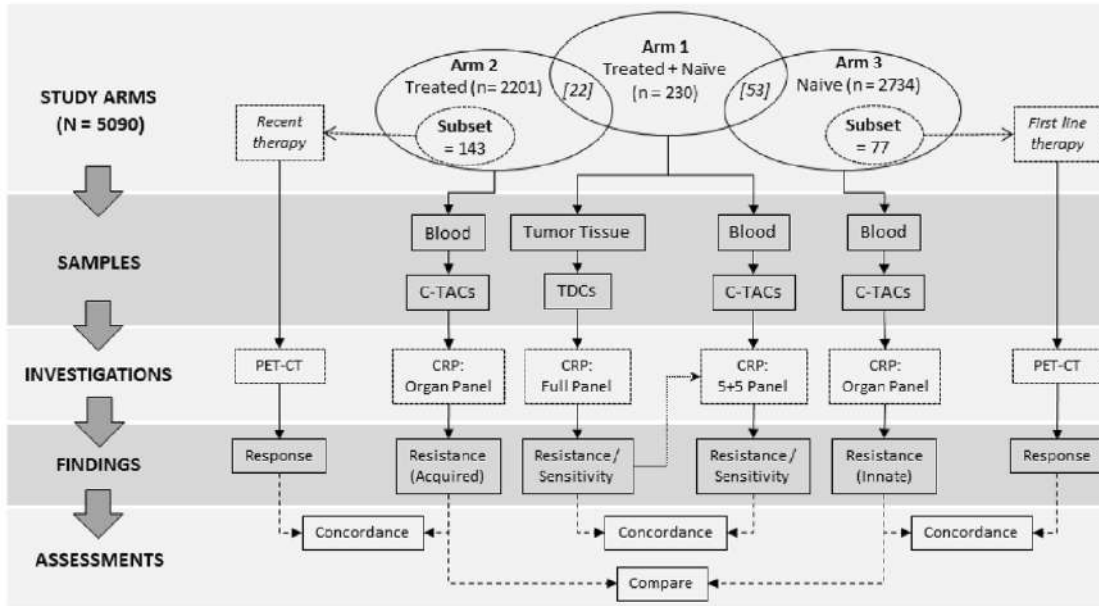 Arm 1
Treated + Naïve
(n = 230)
Arm 2
Treated (n= 2201)
[22]
[53]
Arm 3
Naive (n = 2734)
STUDY ARMS
(N = 5090)
Recent
therapy
Subset
= 143
Subset
= 77
First line
therapy
SAMPLES
Blood
Tumor Tissue
Blood
Blood
C-TACs
TDCs
C-TACs
C-TACs
INVESTIGATIONS
PET-CT
CRP:
Organ Panel
CRP:
Full Panel
CRP:
5+5 Panel
CRP:
Organ Panel
PET-CT
FINDINGS
Response
Resistance
(Acquired)
Resistance /
Sensitivity
Resistance /
Sensitivity
Resistance
(Innate)
Response
ASSESSMENTS
Concordance
Concordance
Concordance
Compare